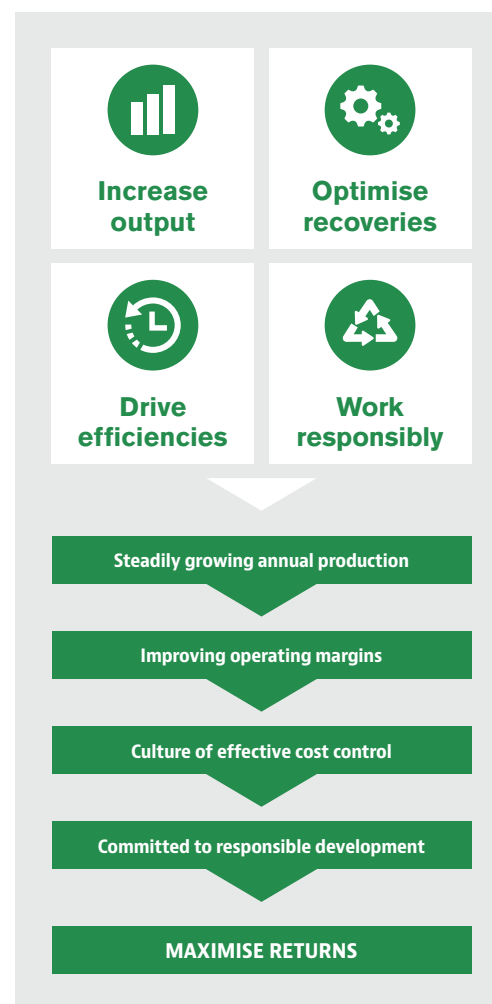 Increase
output
Optimise
recoveries
Drive
efficiencies
Work
responsibly
Steadily growing annual production
Improving operating margins
Culture of effective cost control
Committed to responsible development
MAXIMISE RETURNS